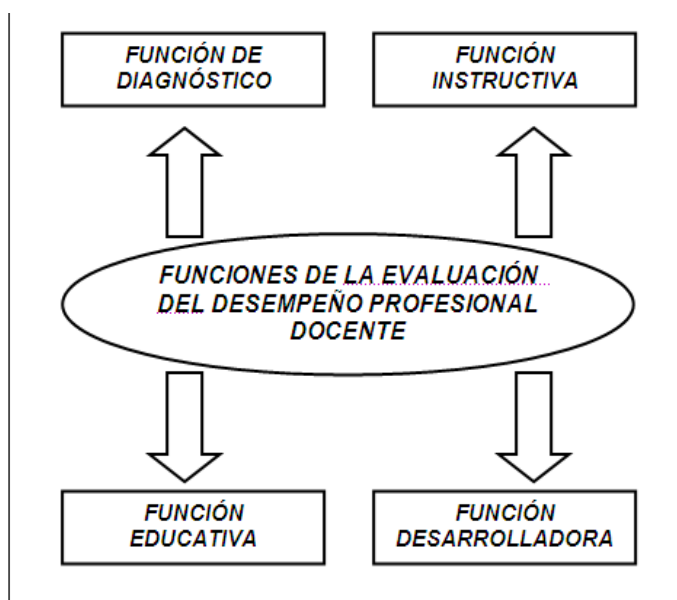 FUNCIÓN DE
DIAGNÓSTICO
FUNCIÓN
INSTRUCTIVA
FUNCIONES DE LA EVALUACIÓN
DEL DESEMPEÑO PROFESIONAL
DOCENTE
FUNCIÓN
EDUCATIVA
FUNCIÓN
DESARROLLADORA